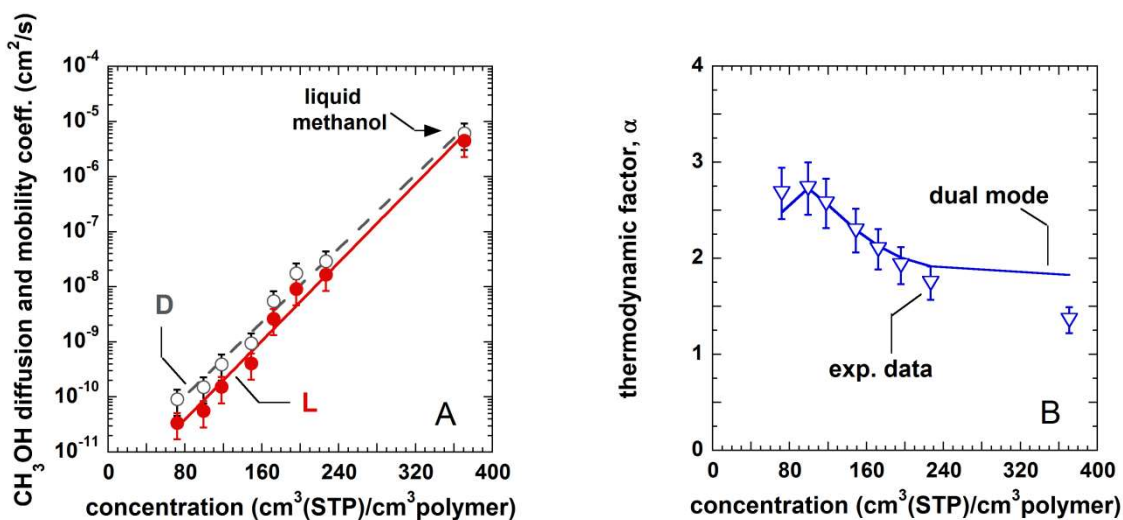 CH₃OH diffusion and mobility coeff. (cm²/s)
10⁻⁴
10⁻⁵
10⁻⁶
10⁻⁷
10⁻⁸
10⁻⁹
10⁻¹⁰
10⁻¹¹
liquid
methanol
D
L
A
0 80 160 240 320 400
concentration (cm³(STP)/cm³polymer)
thermodynamic factor, α
5
4
3
2
1
0
dual mode
exp. data
B
0 80 160 240 320 400
concentration (cm³(STP)/cm³polymer)